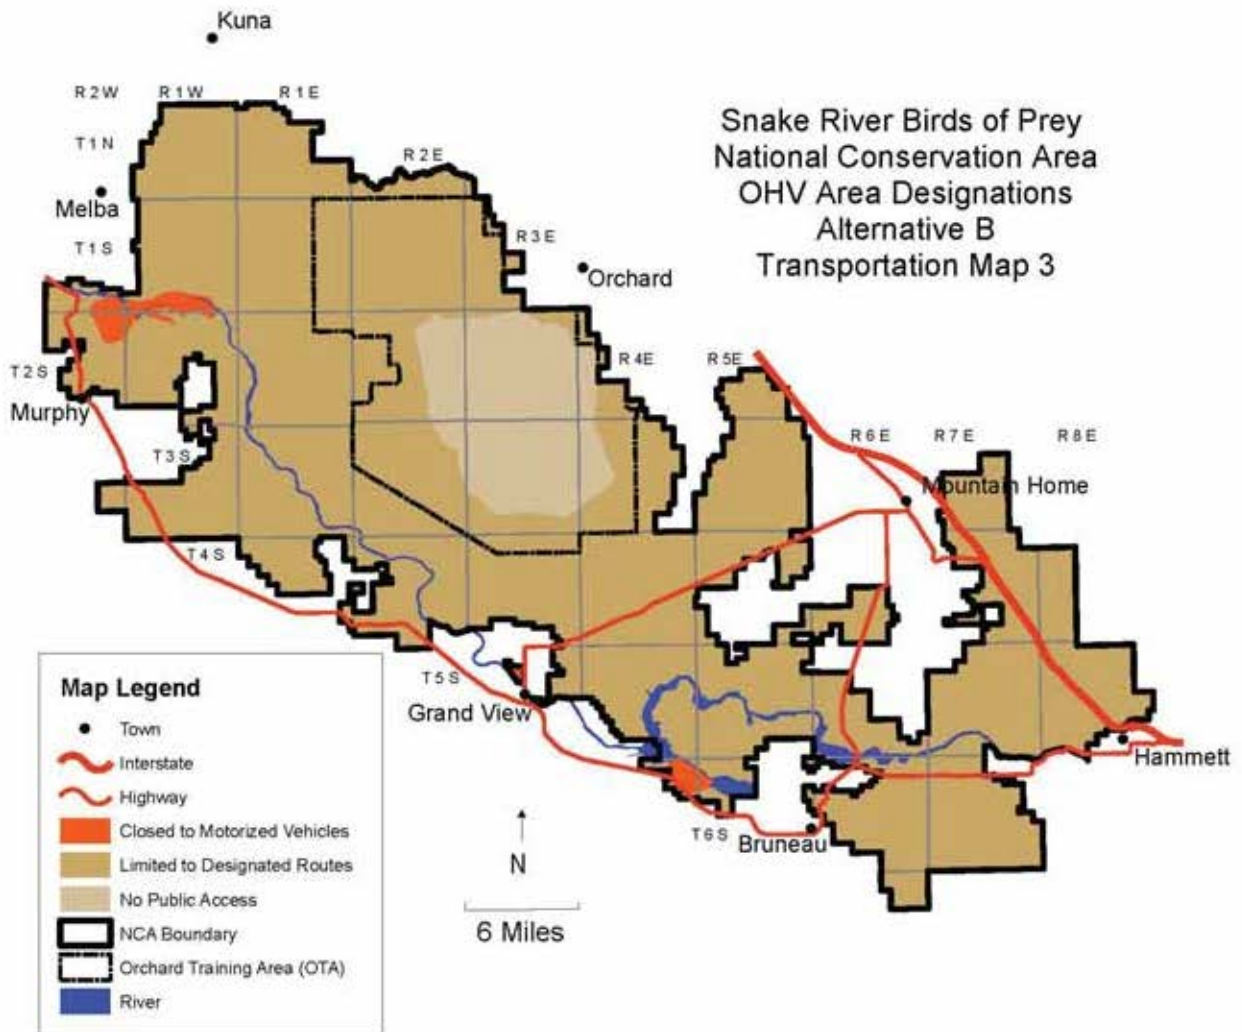 Kuna
R 2 W
R 1 W
R 1 E
T 1 N
R 2 E
Snake River Birds of Prey
National Conservation Area
OHV Area Designations
Alternative B
Transportation Map 3
Melba
T 1 S
R 3 E
Orchard
T 2 S
Murphy
R 4 E
R 5 E
R 6 E
R 7 E
R 8 E
T 3 S
Mountain Home
T 4 S
T 5 S
Grand View
Hammett
T 6 S
Bruneau
N
6 Miles
Map Legend
Town
Interstate
Highway
Closed to Motorized Vehicles
Limited to Designated Routes
No Public Access
NCA Boundary
Orchard Training Area (OTA)
River